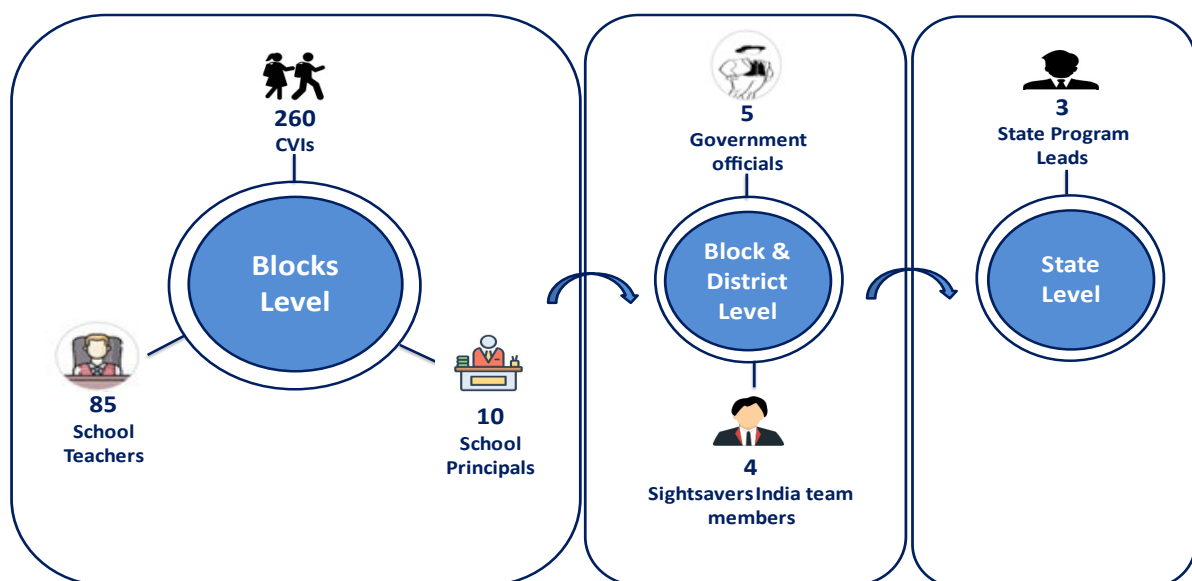 260
CVIs
Blocks
Level
85
School
Teachers
10
School
Principals
5
Government
officials
Block &
District
Level
4
Sightsavers India team
members
3
State Program
Leads
State
Level